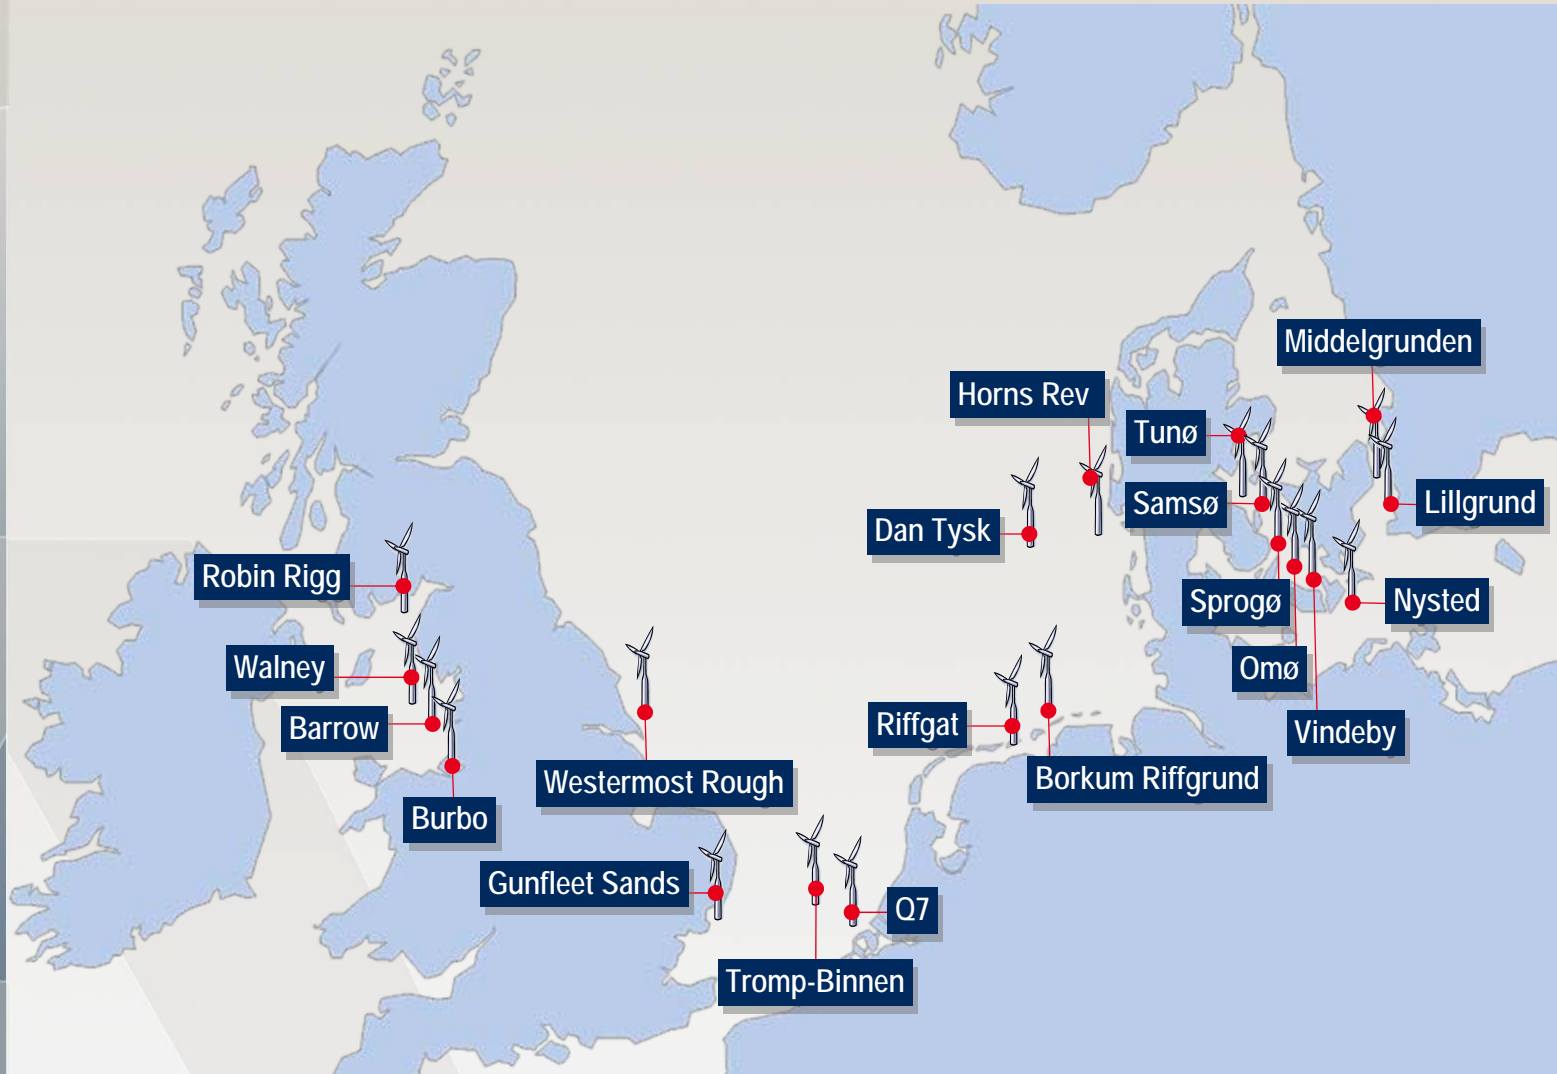 Middelgrunden
Horns Rev
Tunø
Samsø
Lillgrund
Dan Tysk
Robin Rigg
Sprogø
Nysted
Walney
Omø
Barrow
Riffgat
Vindeby
Westermost Rough
Borkum Riffgrund
Burbo
Gunfleet Sands
Q7
Tromp-Binnen